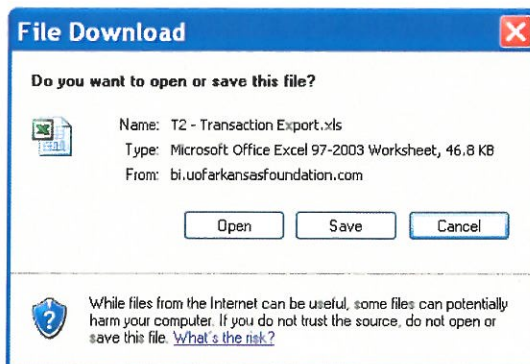 File Download
Do you want to open or save this file?
Name: T2 - Transaction Export.xls
Type: Microsoft Office Excel 97-2003 Worksheet, 46.8 KB
From: bi.uofarkansasfoundation.com
Open Save Cancel
While files from the Internet can be useful, some files can potentially
harm your computer. If you do not trust the source, do not open or
save this file. What's the risk?